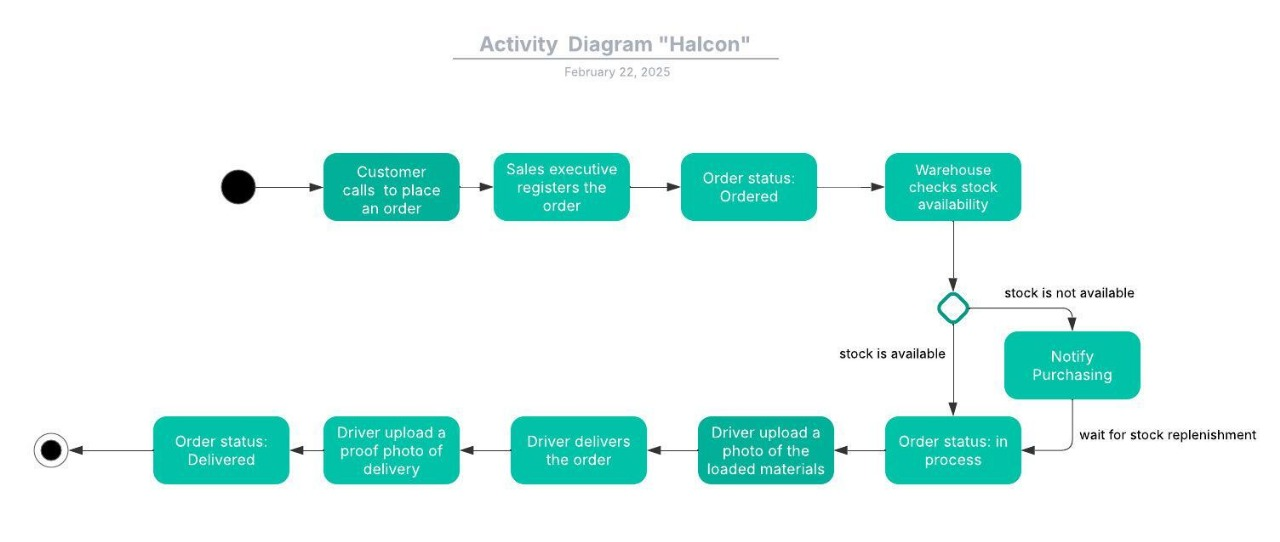 Activity  Diagram "Halcon"
February 22, 2025
Customer
calls  to place
an order
Sales executive
registers the
order
Order status:
Ordered
Warehouse
checks stock
availability
stock is not available
stock is available
Notify
Purchasing
wait for stock replenishment
Order status: in
process
Driver upload a
photo of the
loaded materials
Driver delivers
the order
Driver upload a
proof photo of
delivery
Order status:
Delivered